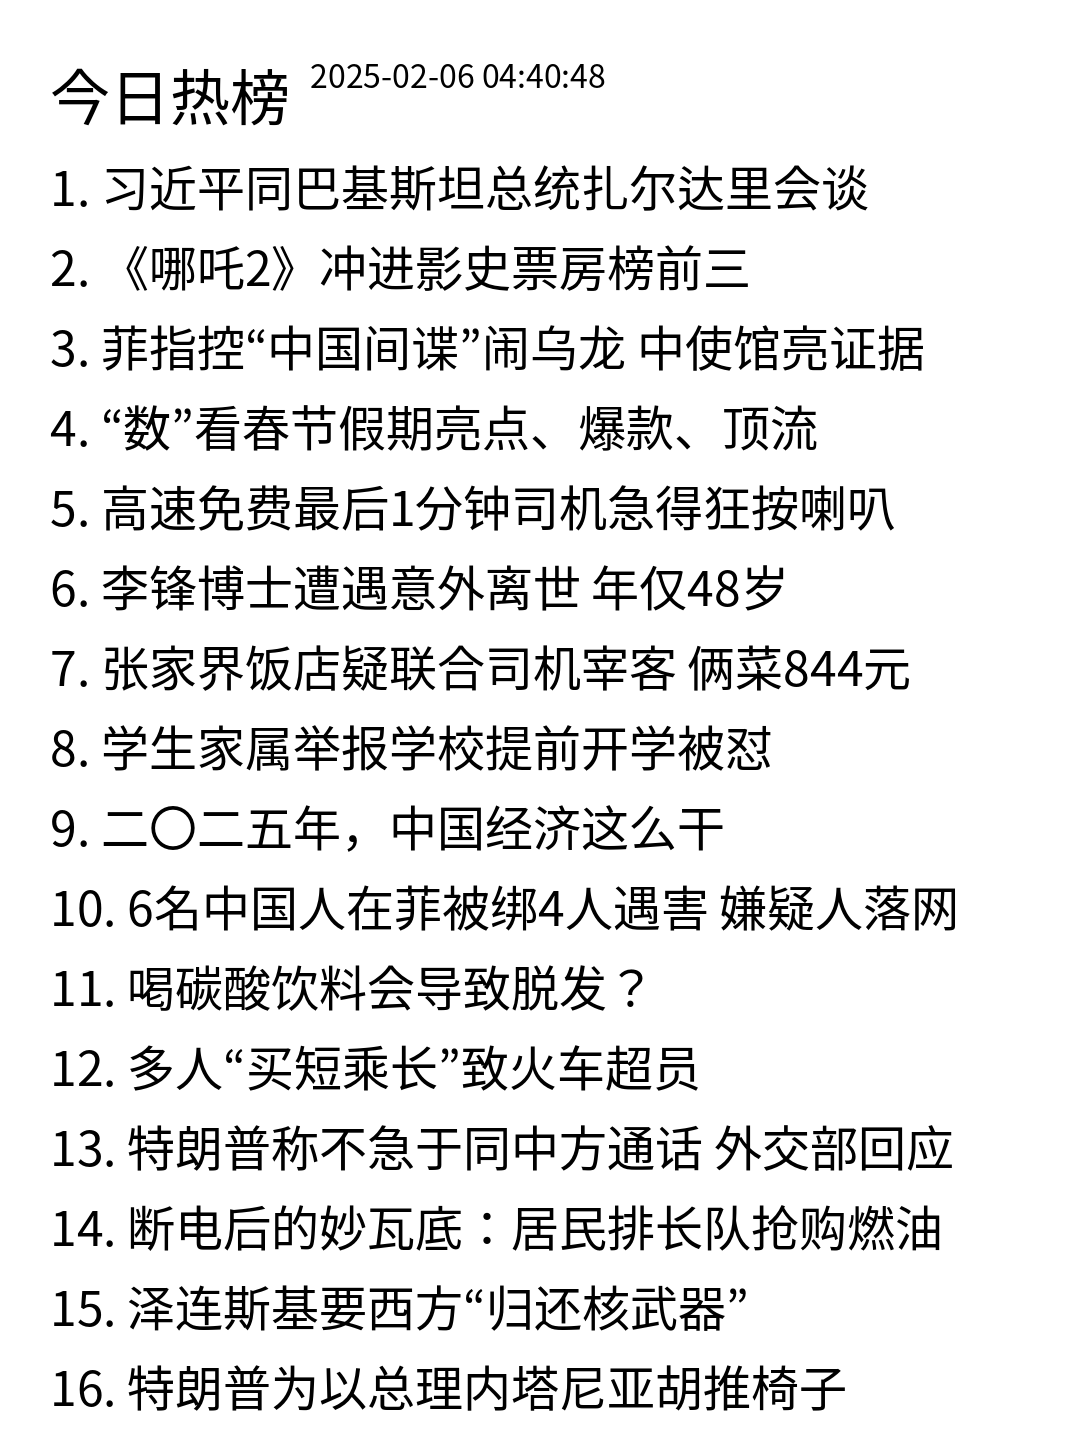 今日热榜 2025-02-06 04:40:48
1. 习近平同巴基斯坦总统扎尔达里会谈
2. 《哪吒2》冲进影史票房榜前三
3. 菲指控“中国间谍”闹乌龙 中使馆亮证据
4. “数”看春节假期亮点、爆款、顶流
5. 高速免费最后1分钟司机急得狂按喇叭
6. 李锋博士遭遇意外离世 年仅48岁
7. 张家界饭店疑联合司机宰客 俩菜844元
8. 学生家属举报学校提前开学被怼
9. 二〇二五年，中国经济这么干
10. 6名中国人在菲被绑4人遇害 嫌疑人落网
11. 喝碳酸饮料会导致脱发？
12. 多人“买短乘长”致火车超员
13. 特朗普称不急于同中方通话 外交部回应
14. 断电后的妙瓦底：居民排长队抢购燃油
15. 泽连斯基要西方“归还核武器”
16. 特朗普为以总理内塔尼亚胡推椅子